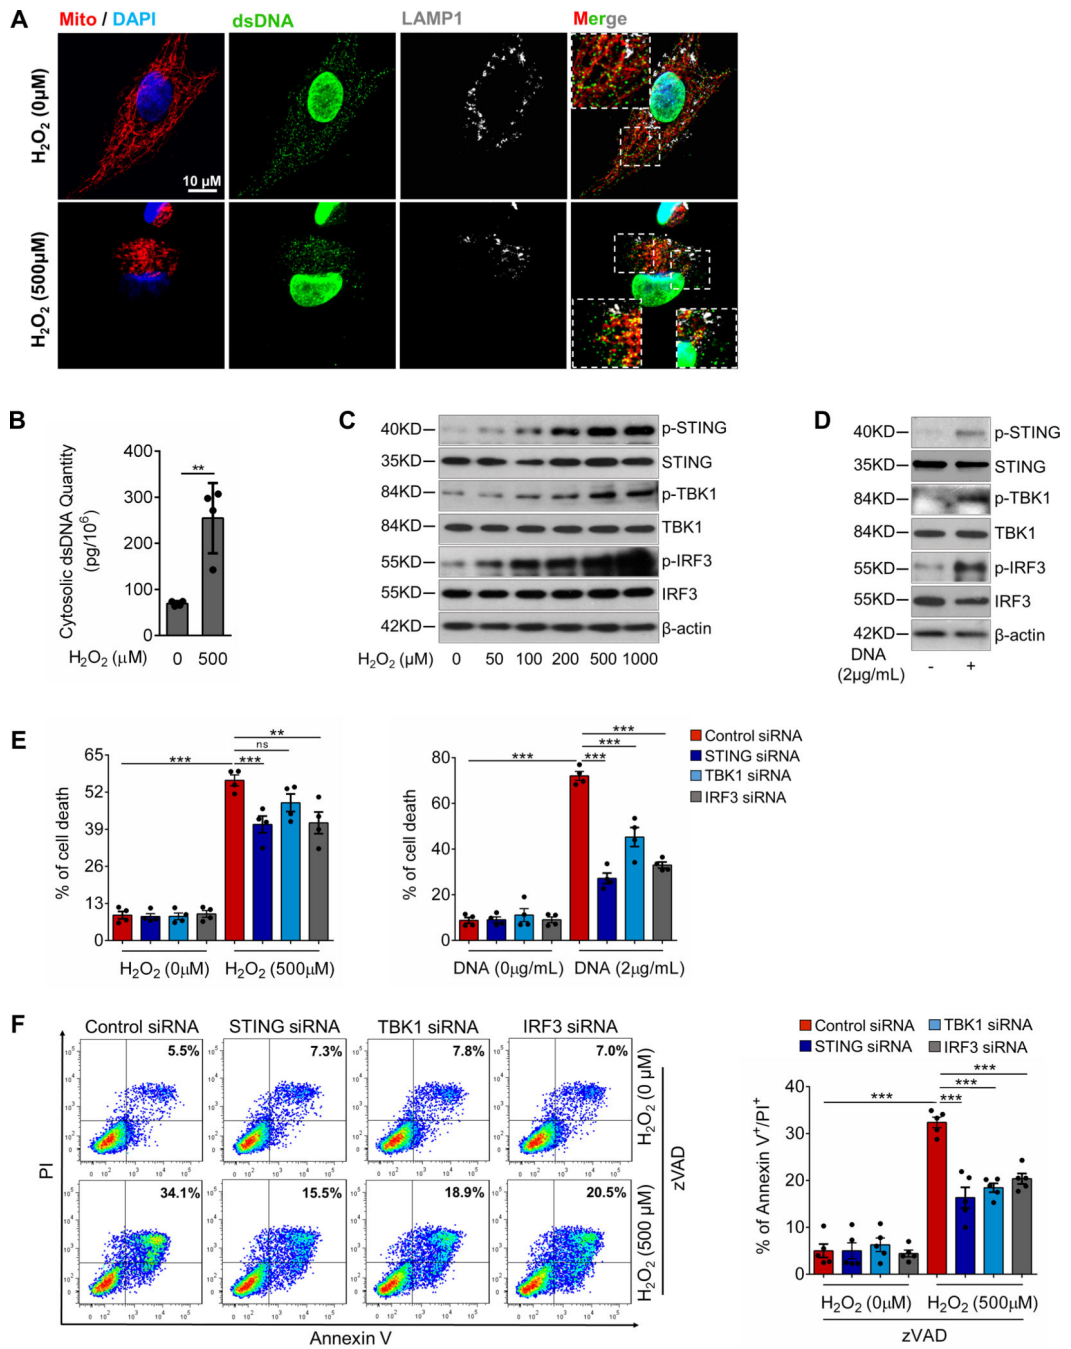 A
Mito / DAPI
dsDNA
LAMP1
Merge
H2O2 (0µM)
10 µM
H2O2 (500µM)
B
Cytosolic dsDNA Quantity
(pg/10^6)
400
300
200
100
0
**
H2O2 (µM)
0 500
C
40KD p-STING
35KD STING
84KD p-TBK1
84KD TBK1
55KD p-IRF3
55KD IRF3
42KD β-actin
H2O2 (µM) 0 50 100 200 500 1000
D
40KD p-STING
35KD STING
84KD p-TBK1
84KD TBK1
55KD p-IRF3
55KD IRF3
42KD β-actin
DNA
(2µg/mL) - +
E
% of cell death
65
52
39
26
13
0
**
ns
*** ***
H2O2 (0µM) H2O2 (500µM)
% of cell death
80
60
40
20
0
***
***
*** ***
DNA (0µg/mL) DNA (2µg/mL)
Control siRNA
STING siRNA
TBK1 siRNA
IRF3 siRNA
F
Control siRNA STING siRNA TBK1 siRNA IRF3 siRNA
5.5% 7.3% 7.8% 7.0%
H2O2 (0 µM)
34.1% 15.5% 18.9% 20.5%
H2O2 (500 µM)
zVAD
PI
Annexin V
Control siRNA TBK1 siRNA
STING siRNA IRF3 siRNA
% of Annexin V+/PI+
40
30
20
10
0
***
***
*** ***
H2O2 (0µM) H2O2 (500µM)
zVAD